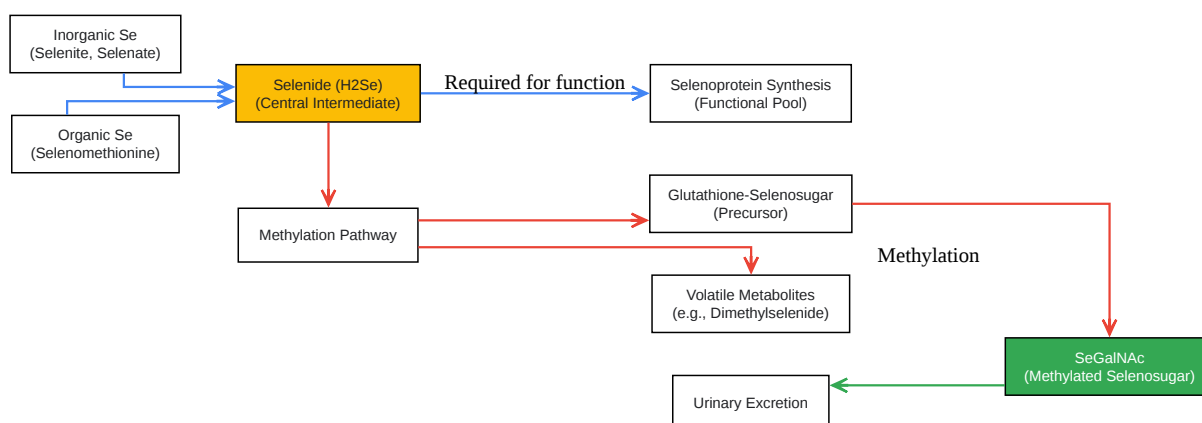 Inorganic Se
(Selenite, Selenate)
Organic Se
(Selenomethionine)
Selenide (H2Se)
(Central Intermediate)
Required for function
Selenoprotein Synthesis
(Functional Pool)
Methylation Pathway
Glutathione-Selenosugar
(Precursor)
Methylation
Volatile Metabolites
(e.g., Dimethylselenide)
SeGalNAc
(Methylated Selenosugar)
Urinary Excretion